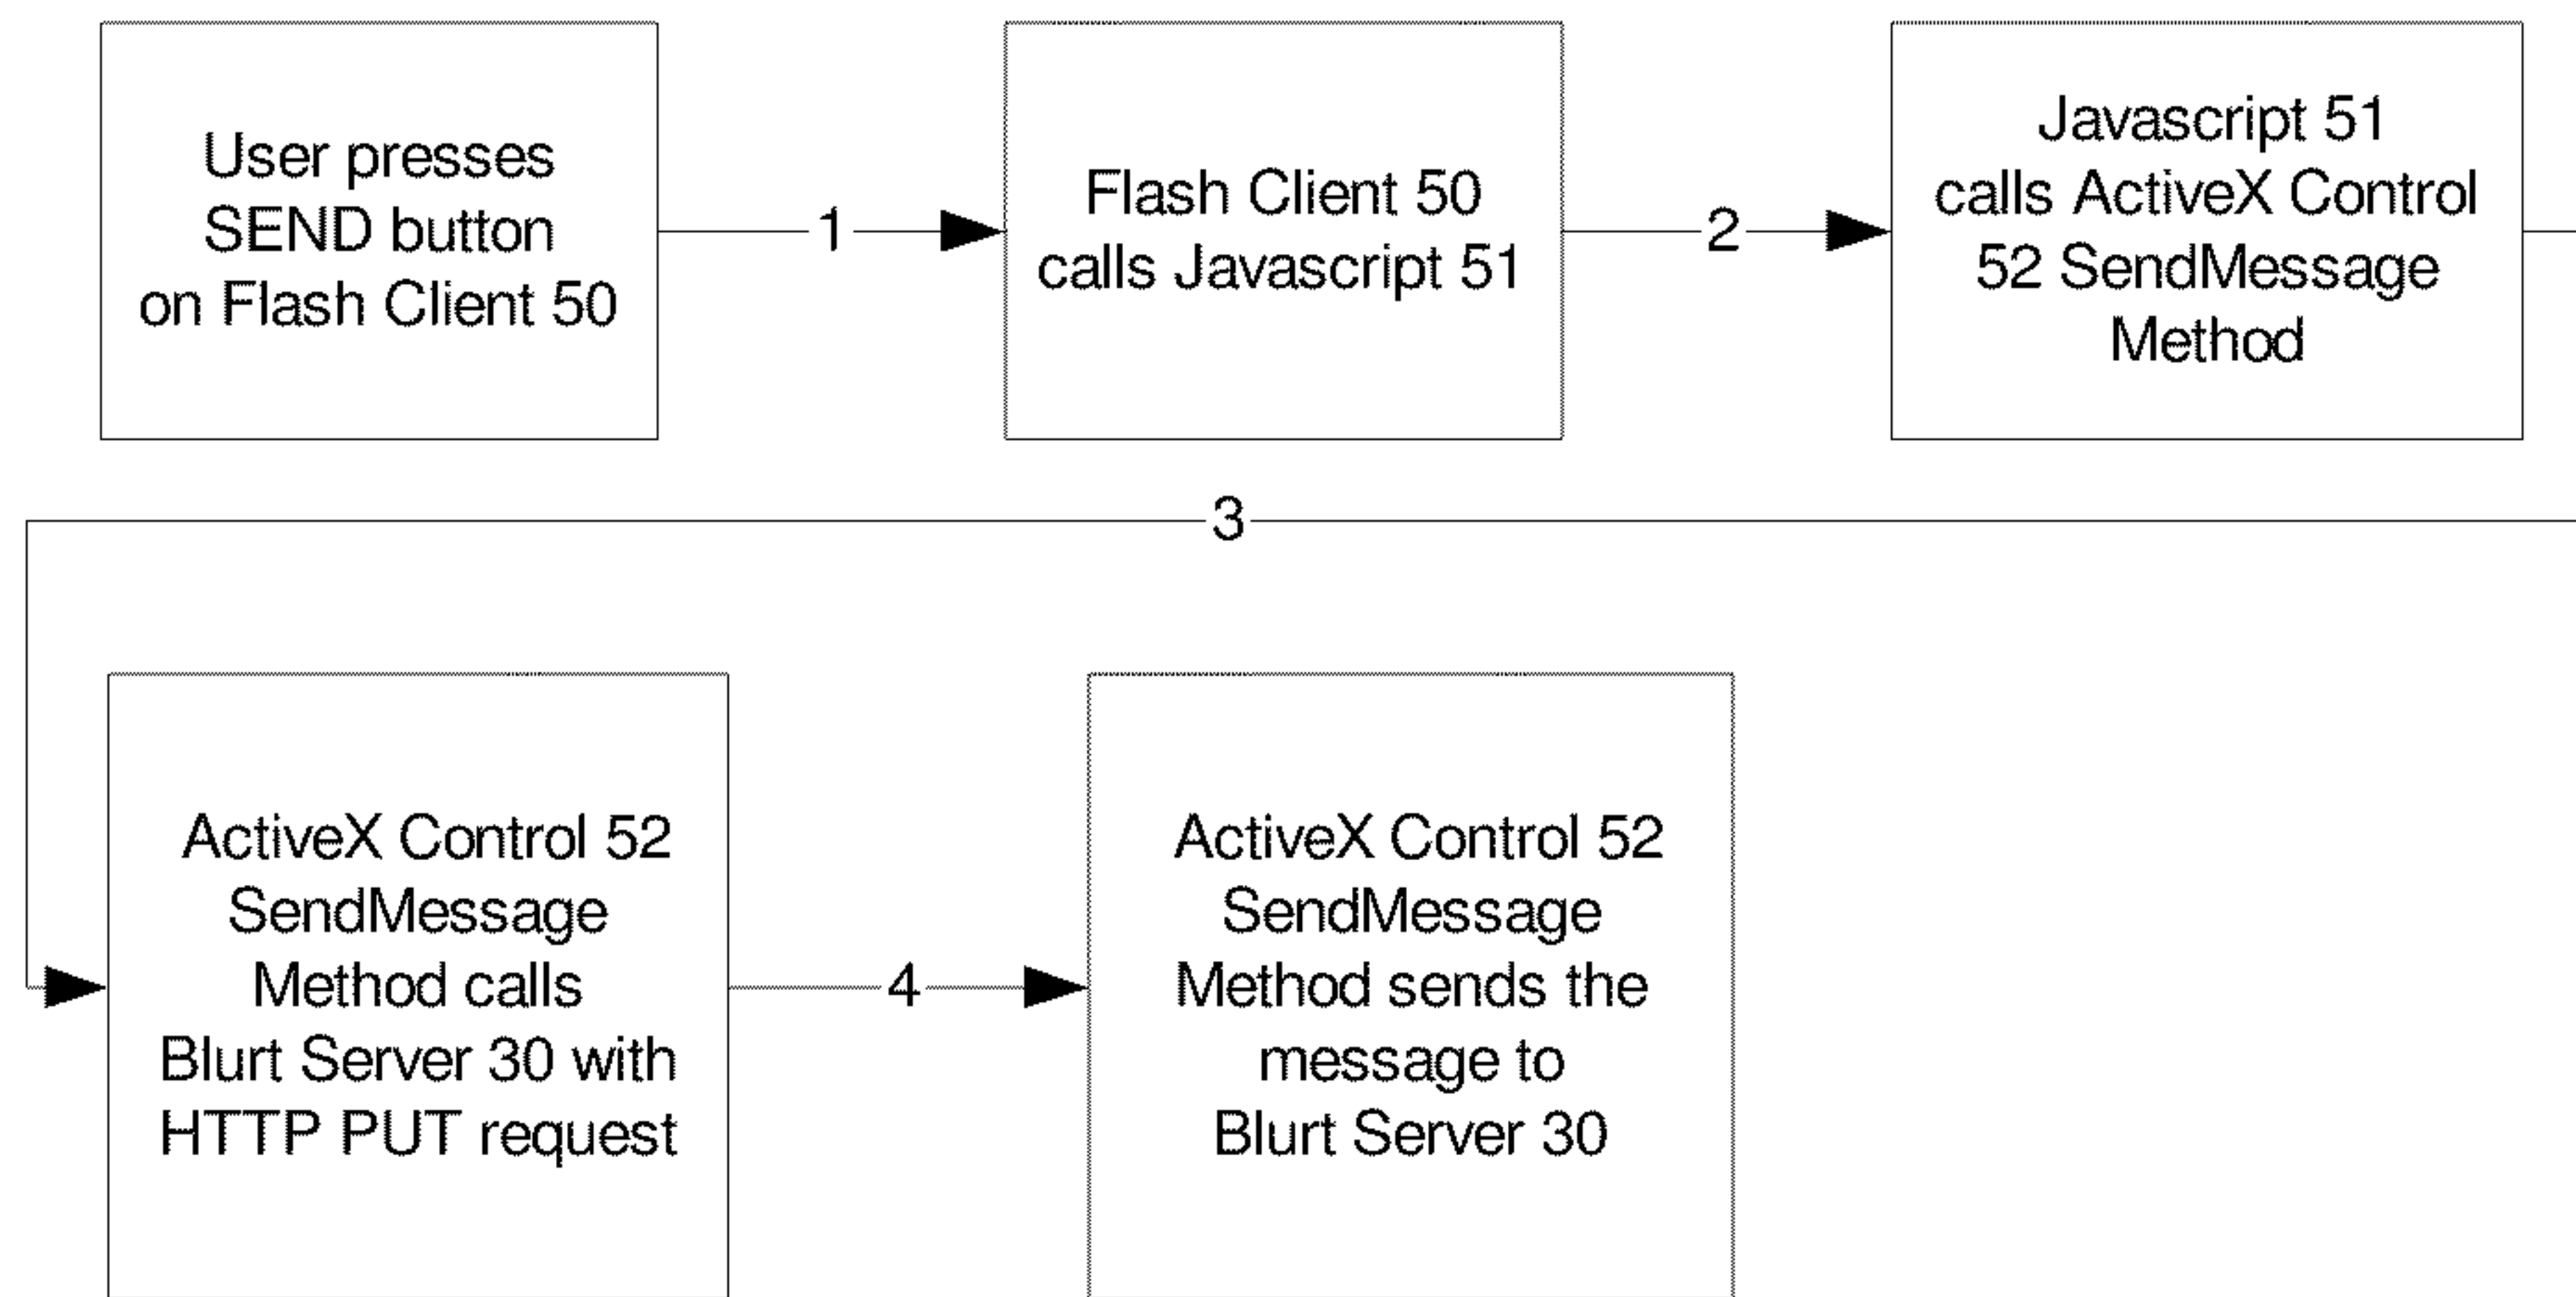 User presses
SEND button
on Flash Client 50
1
Flash Client 50
calls Javascript 51
2
Javascript 51
calls ActiveX Control
52 SendMessage
Method
3
ActiveX Control 52
SendMessage
Method calls
Blurt Server 30 with
HTTP PUT request
4
ActiveX Control 52
SendMessage
Method sends the
message to
Blurt Server 30